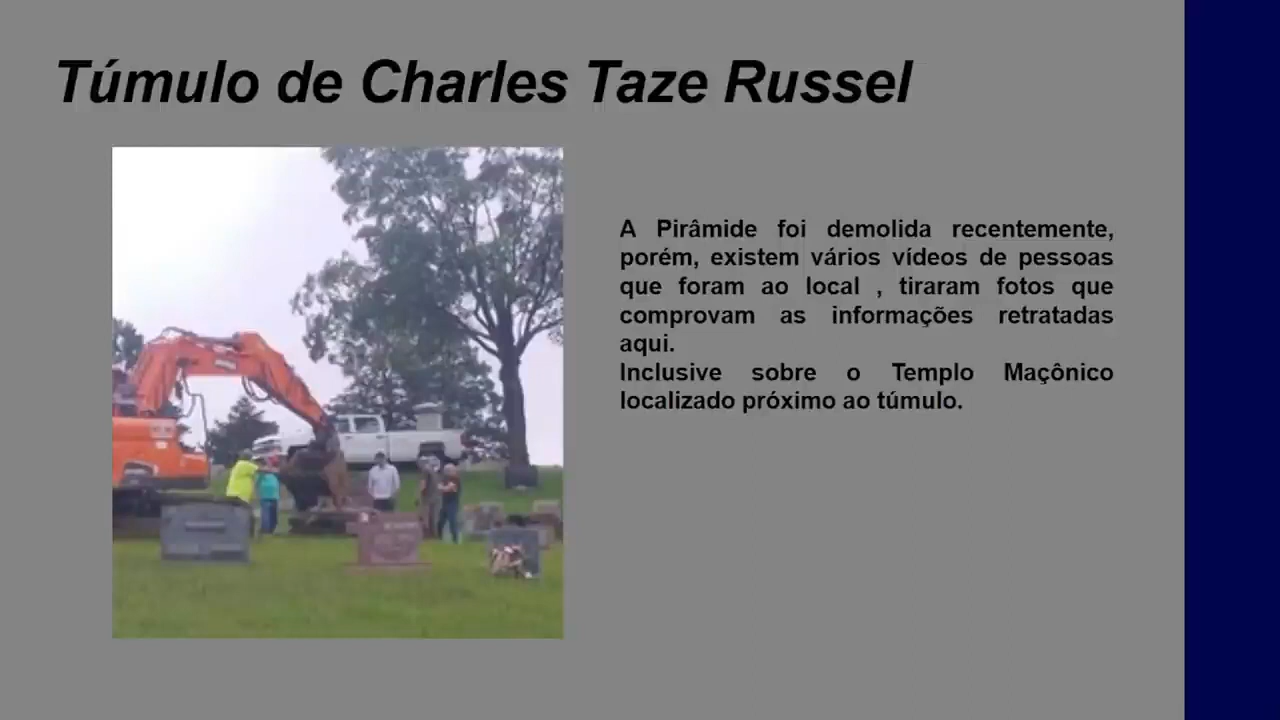 Túmulo de Charles Taze Russel
A Pirâmide foi demolida recentemente,
porém, existem vários vídeos de pessoas
que foram ao local , tiraram fotos que
comprovam as informações retratadas
aqui.
Inclusive sobre o Templo Maçônico
localizado próximo ao túmulo.